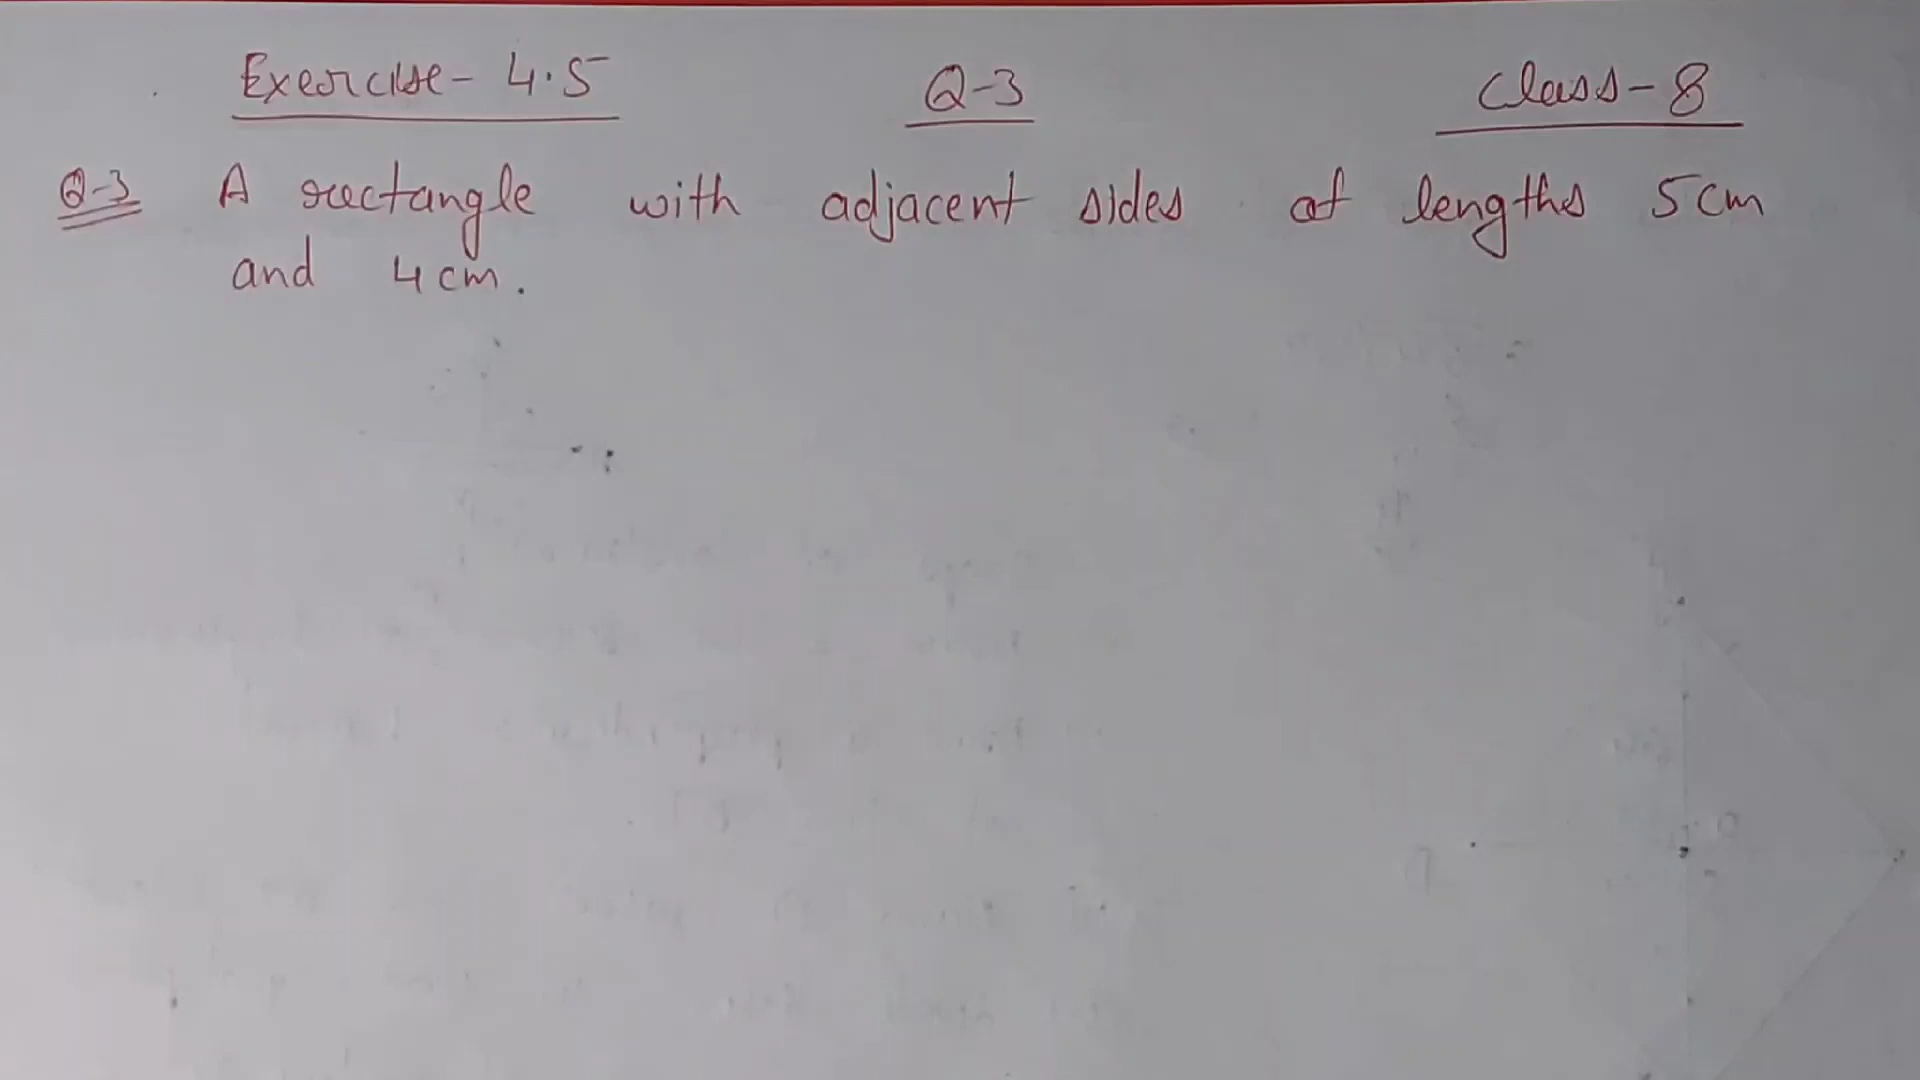 Exercise - 4.5 Q-3 Class - 8
Q-3 A rectangle with adjacent sides of lengths 5 cm
and 4 cm.